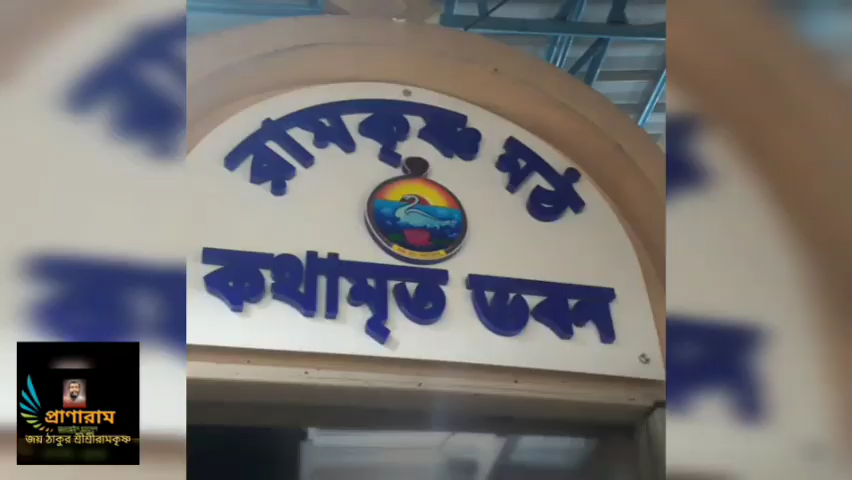 রামকৃষ্ণ মঠ
কথামৃত ভবন
প্রাণারাম
জয় ঠাকুর শ্রীশ্রীরামকৃষ্ণ